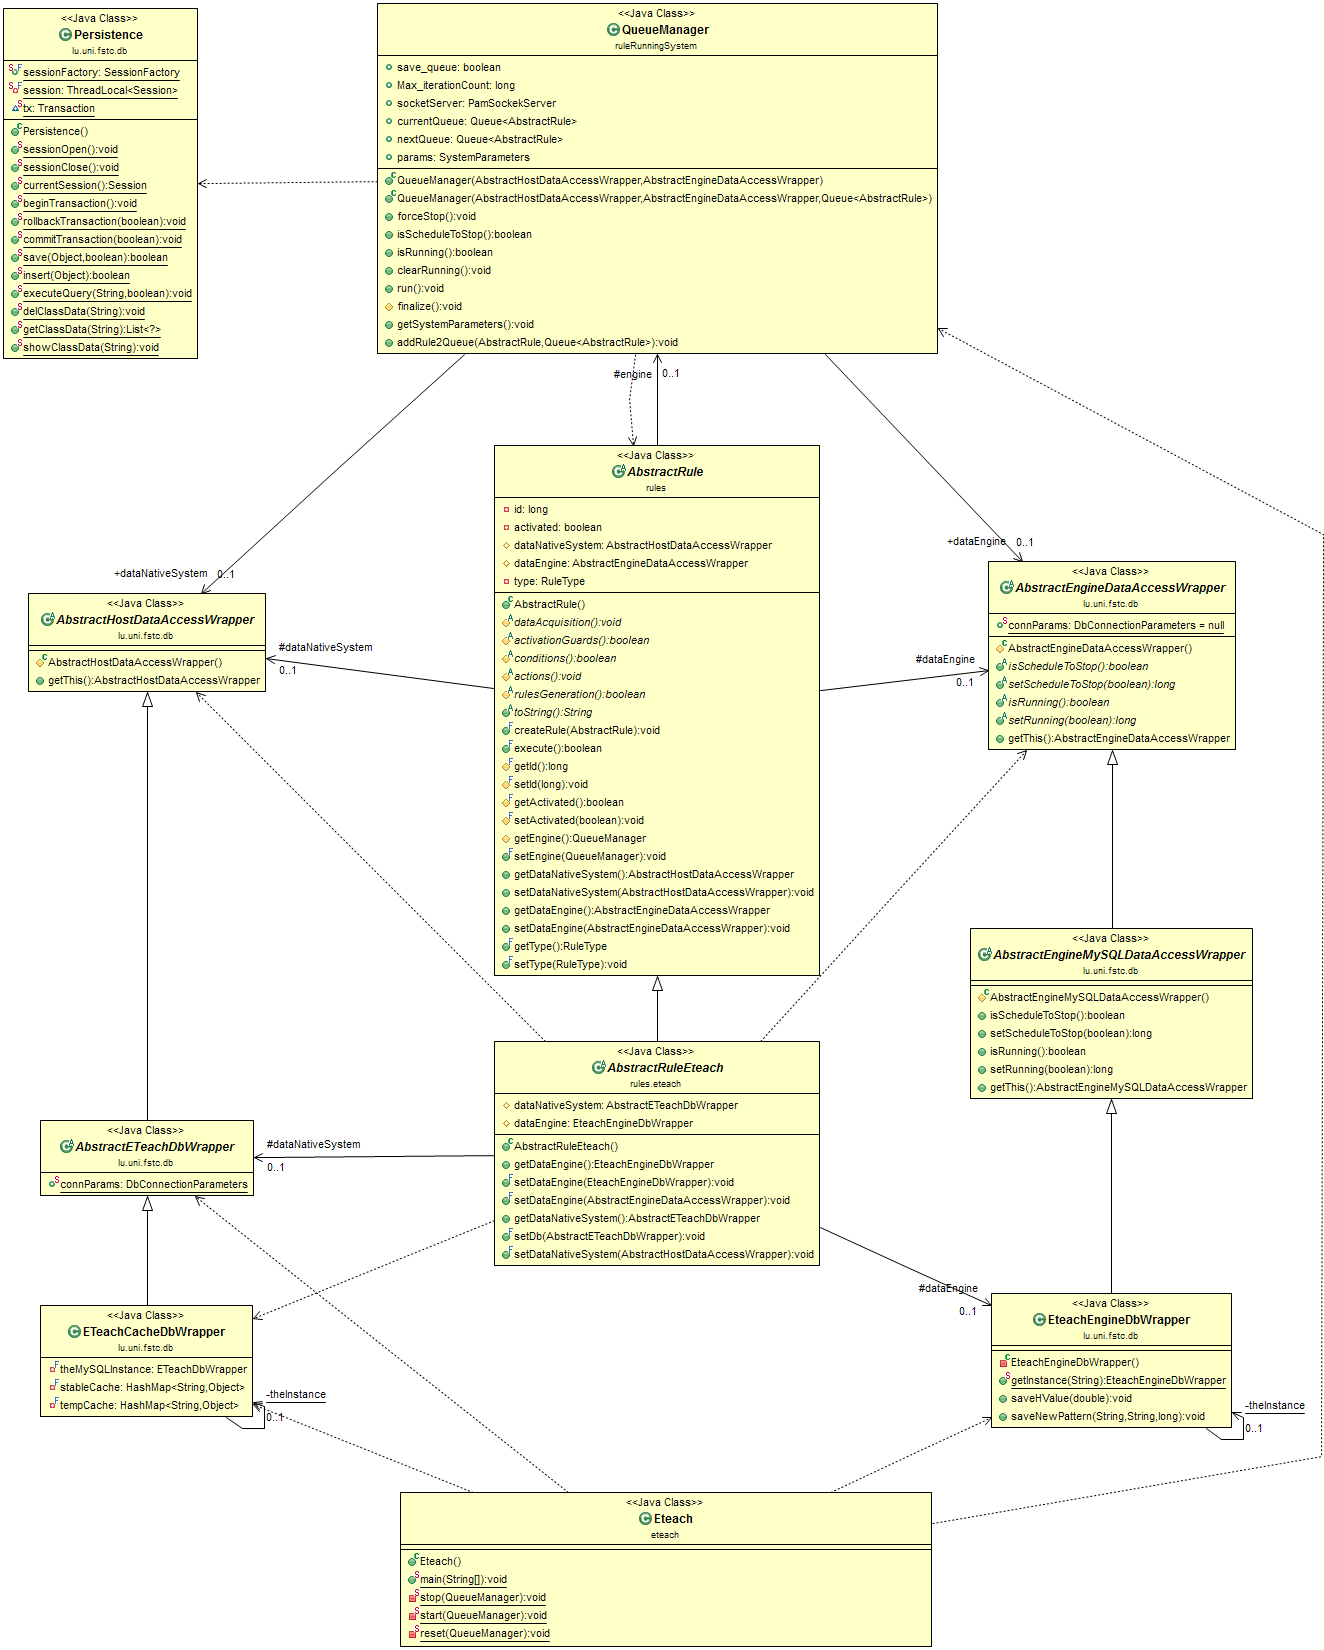 <<Java Class>>
Persistence
lu.uni.fstc.db
sessionFactory: SessionFactory
session: ThreadLocal<Session>
tx: Transaction
Persistence()
sessionOpen():void
sessionClose():void
currentSession():Session
beginTransaction():void
rollbackTransaction(boolean):void
commitTransaction(boolean):void
save(Object,boolean):boolean
insert(Object):boolean
executeQuery(String,boolean):void
delClassData(String):void
getClassData(String):List<?>
showClassData(String):void
<<Java Class>>
QueueManager
ruleRunningSystem
save_queue: boolean
Max_iterationCount: long
socketServer: PamSockekServer
currentQueue: Queue<AbstractRule>
nextQueue: Queue<AbstractRule>
params: SystemParameters
QueueManager(AbstractHostDataAccessWrapper,AbstractEngineDataAccessWrapper)
QueueManager(AbstractHostDataAccessWrapper,AbstractEngineDataAccessWrapper,Queue<AbstractRule>)
forceStop():void
isScheduleToStop():boolean
isRunning():boolean
clearRunning():void
run():void
finalize():void
getSystemParameters():void
addRule2Queue(AbstractRule,Queue<AbstractRule>):void
#engine
0..1
+dataNativeSystem
0..1
+dataEngine
0..1
<<Java Class>>
AbstractRule
rules
id: long
activated: boolean
dataNativeSystem: AbstractHostDataAccessWrapper
dataEngine: AbstractEngineDataAccessWrapper
type: RuleType
AbstractRule()
dataAcquisition():void
activationGuards():boolean
conditions():boolean
actions():void
rulesGeneration():boolean
toString():String
createRule(AbstractRule):void
execute():boolean
getId():long
setId(long):void
getActivated():boolean
setActivated(boolean):void
getEngine():QueueManager
setEngine(QueueManager):void
getDataNativeSystem():AbstractHostDataAccessWrapper
setDataNativeSystem(AbstractHostDataAccessWrapper):void
getDataEngine():AbstractEngineDataAccessWrapper
setDataEngine(AbstractEngineDataAccessWrapper):void
getType():RuleType
setType(RuleType):void
<<Java Class>>
AbstractHostDataAccessWrapper
lu.uni.fstc.db
AbstractHostDataAccessWrapper()
getThis():AbstractHostDataAccessWrapper
#dataNativeSystem
0..1
#dataEngine
0..1
<<Java Class>>
AbstractEngineDataAccessWrapper
lu.uni.fstc.db
connParams: DbConnectionParameters = null
AbstractEngineDataAccessWrapper()
isScheduleToStop():boolean
setScheduleToStop(boolean):long
isRunning():boolean
setRunning(boolean):long
getThis():AbstractEngineDataAccessWrapper
<<Java Class>>
AbstractEngineMySQLDataAccessWrapper
lu.uni.fstc.db
AbstractEngineMySQLDataAccessWrapper()
isScheduleToStop():boolean
setScheduleToStop(boolean):long
isRunning():boolean
setRunning(boolean):long
getThis():AbstractEngineMySQLDataAccessWrapper
<<Java Class>>
AbstractRuleEteach
rules.eteach
dataNativeSystem: AbstractETeachDbWrapper
dataEngine: EteachEngineDbWrapper
AbstractRuleEteach()
getDataEngine():EteachEngineDbWrapper
setDataEngine(EteachEngineDbWrapper):void
setDataEngine(AbstractEngineDataAccessWrapper):void
getDataNativeSystem():AbstractETeachDbWrapper
setDb(AbstractETeachDbWrapper):void
setDataNativeSystem(AbstractHostDataAccessWrapper):void
<<Java Class>>
AbstractETeachDbWrapper
lu.uni.fstc.db
connParams: DbConnectionParameters
#dataNativeSystem
0..1
#dataEngine
0..1
<<Java Class>>
ETeachCacheDbWrapper
lu.uni.fstc.db
theMySQLInstance: ETeachDbWrapper
stableCache: HashMap<String,Object>
tempCache: HashMap<String,Object>
-theInstance
0..1
<<Java Class>>
EteachEngineDbWrapper
lu.uni.fstc.db
EteachEngineDbWrapper()
getInstance(String):EteachEngineDbWrapper
saveHValue(double):void
saveNewPattern(String,String,long):void
-theInstance
0..1
<<Java Class>>
Eteach
eteach
Eteach()
main(String[]):void
stop(QueueManager):void
start(QueueManager):void
reset(QueueManager):void